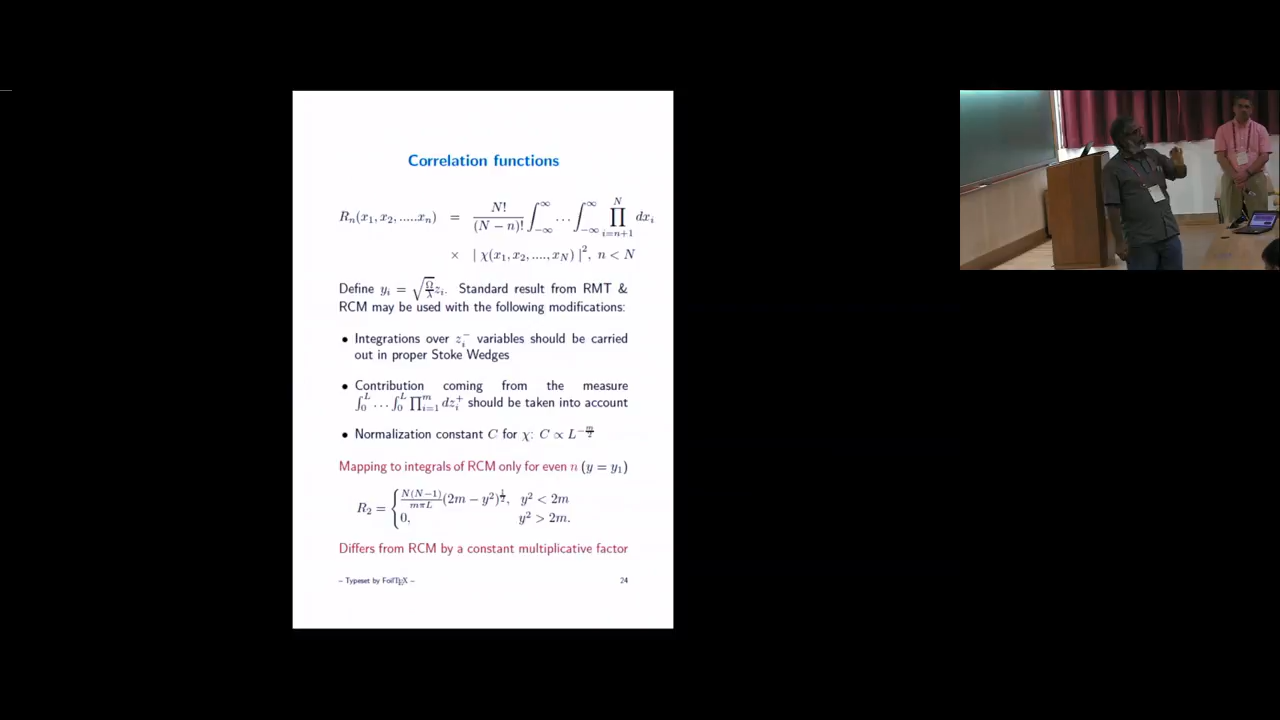 Correlation functions
R_n(x_1, x_2, .....x_n) = N!/(N − n)! ∫_{−∞}^{∞} ... ∫_{−∞}^{∞} ∏_{i=n+1}^{N} dx_i
× | χ(x_1, x_2, ...., x_N) |^2, n < N
Define y_i = √(Ω/λ) z_i. Standard result from RMT &
RCM may be used with the following modifications:
• Integrations over z_i^− variables should be carried
out in proper Stoke Wedges
• Contribution coming from the measure
∫_0^L ... ∫_0^L ∏_{i=1}^m dz_i^+ should be taken into account
• Normalization constant C for χ: C ∝ L^{−m/2}
Mapping to integrals of RCM only for even n (y = y_1)
R_2 = { N(N−1)/(mπL) (2m − y^2)^{1/2}, y^2 < 2m
0, y^2 > 2m.
Differs from RCM by a constant multiplicative factor
– Typeset by FoilTEX – 24